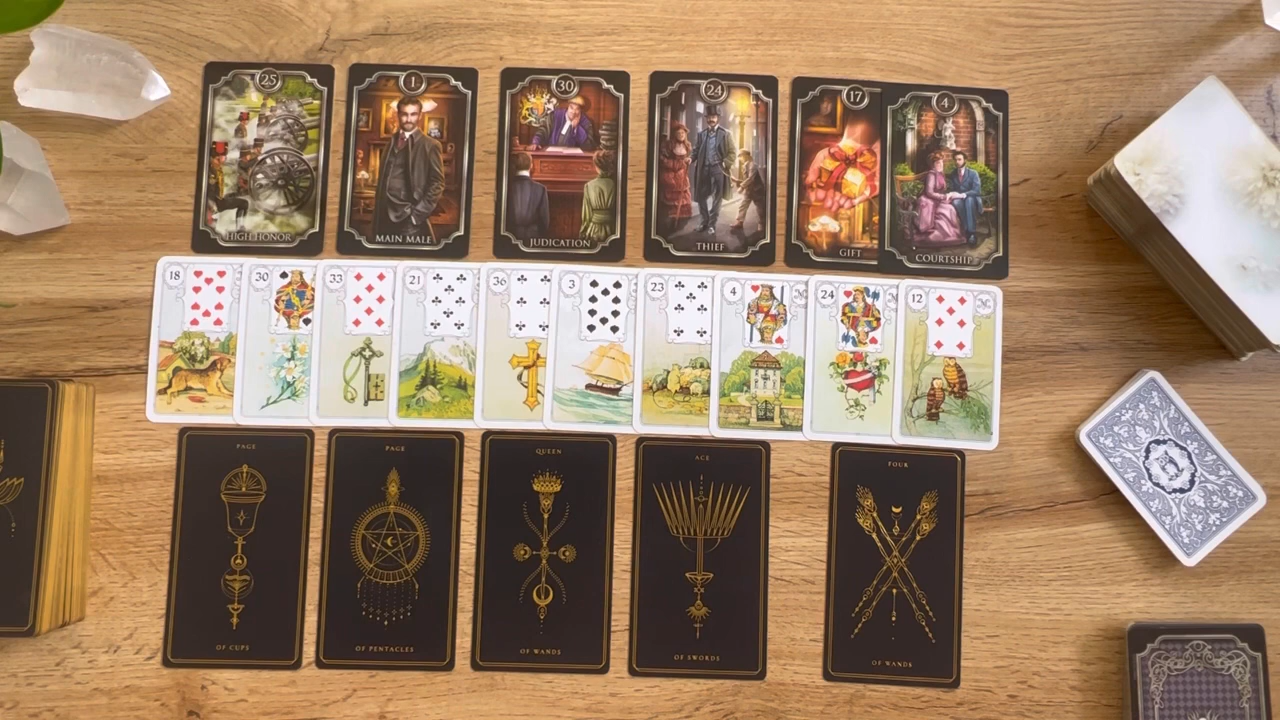 25
HIGH HONOR
1
MAIN MALE
30
JUDICATION
24
THIEF
17
GIFT
4
COURTSHIP
18
30
33
21
36
3
23
4
24
12
PAGE
OF CUPS
PAGE
OF PENTACLES
QUEEN
OF WANDS
ACE
OF SWORDS
FOUR
OF WANDS